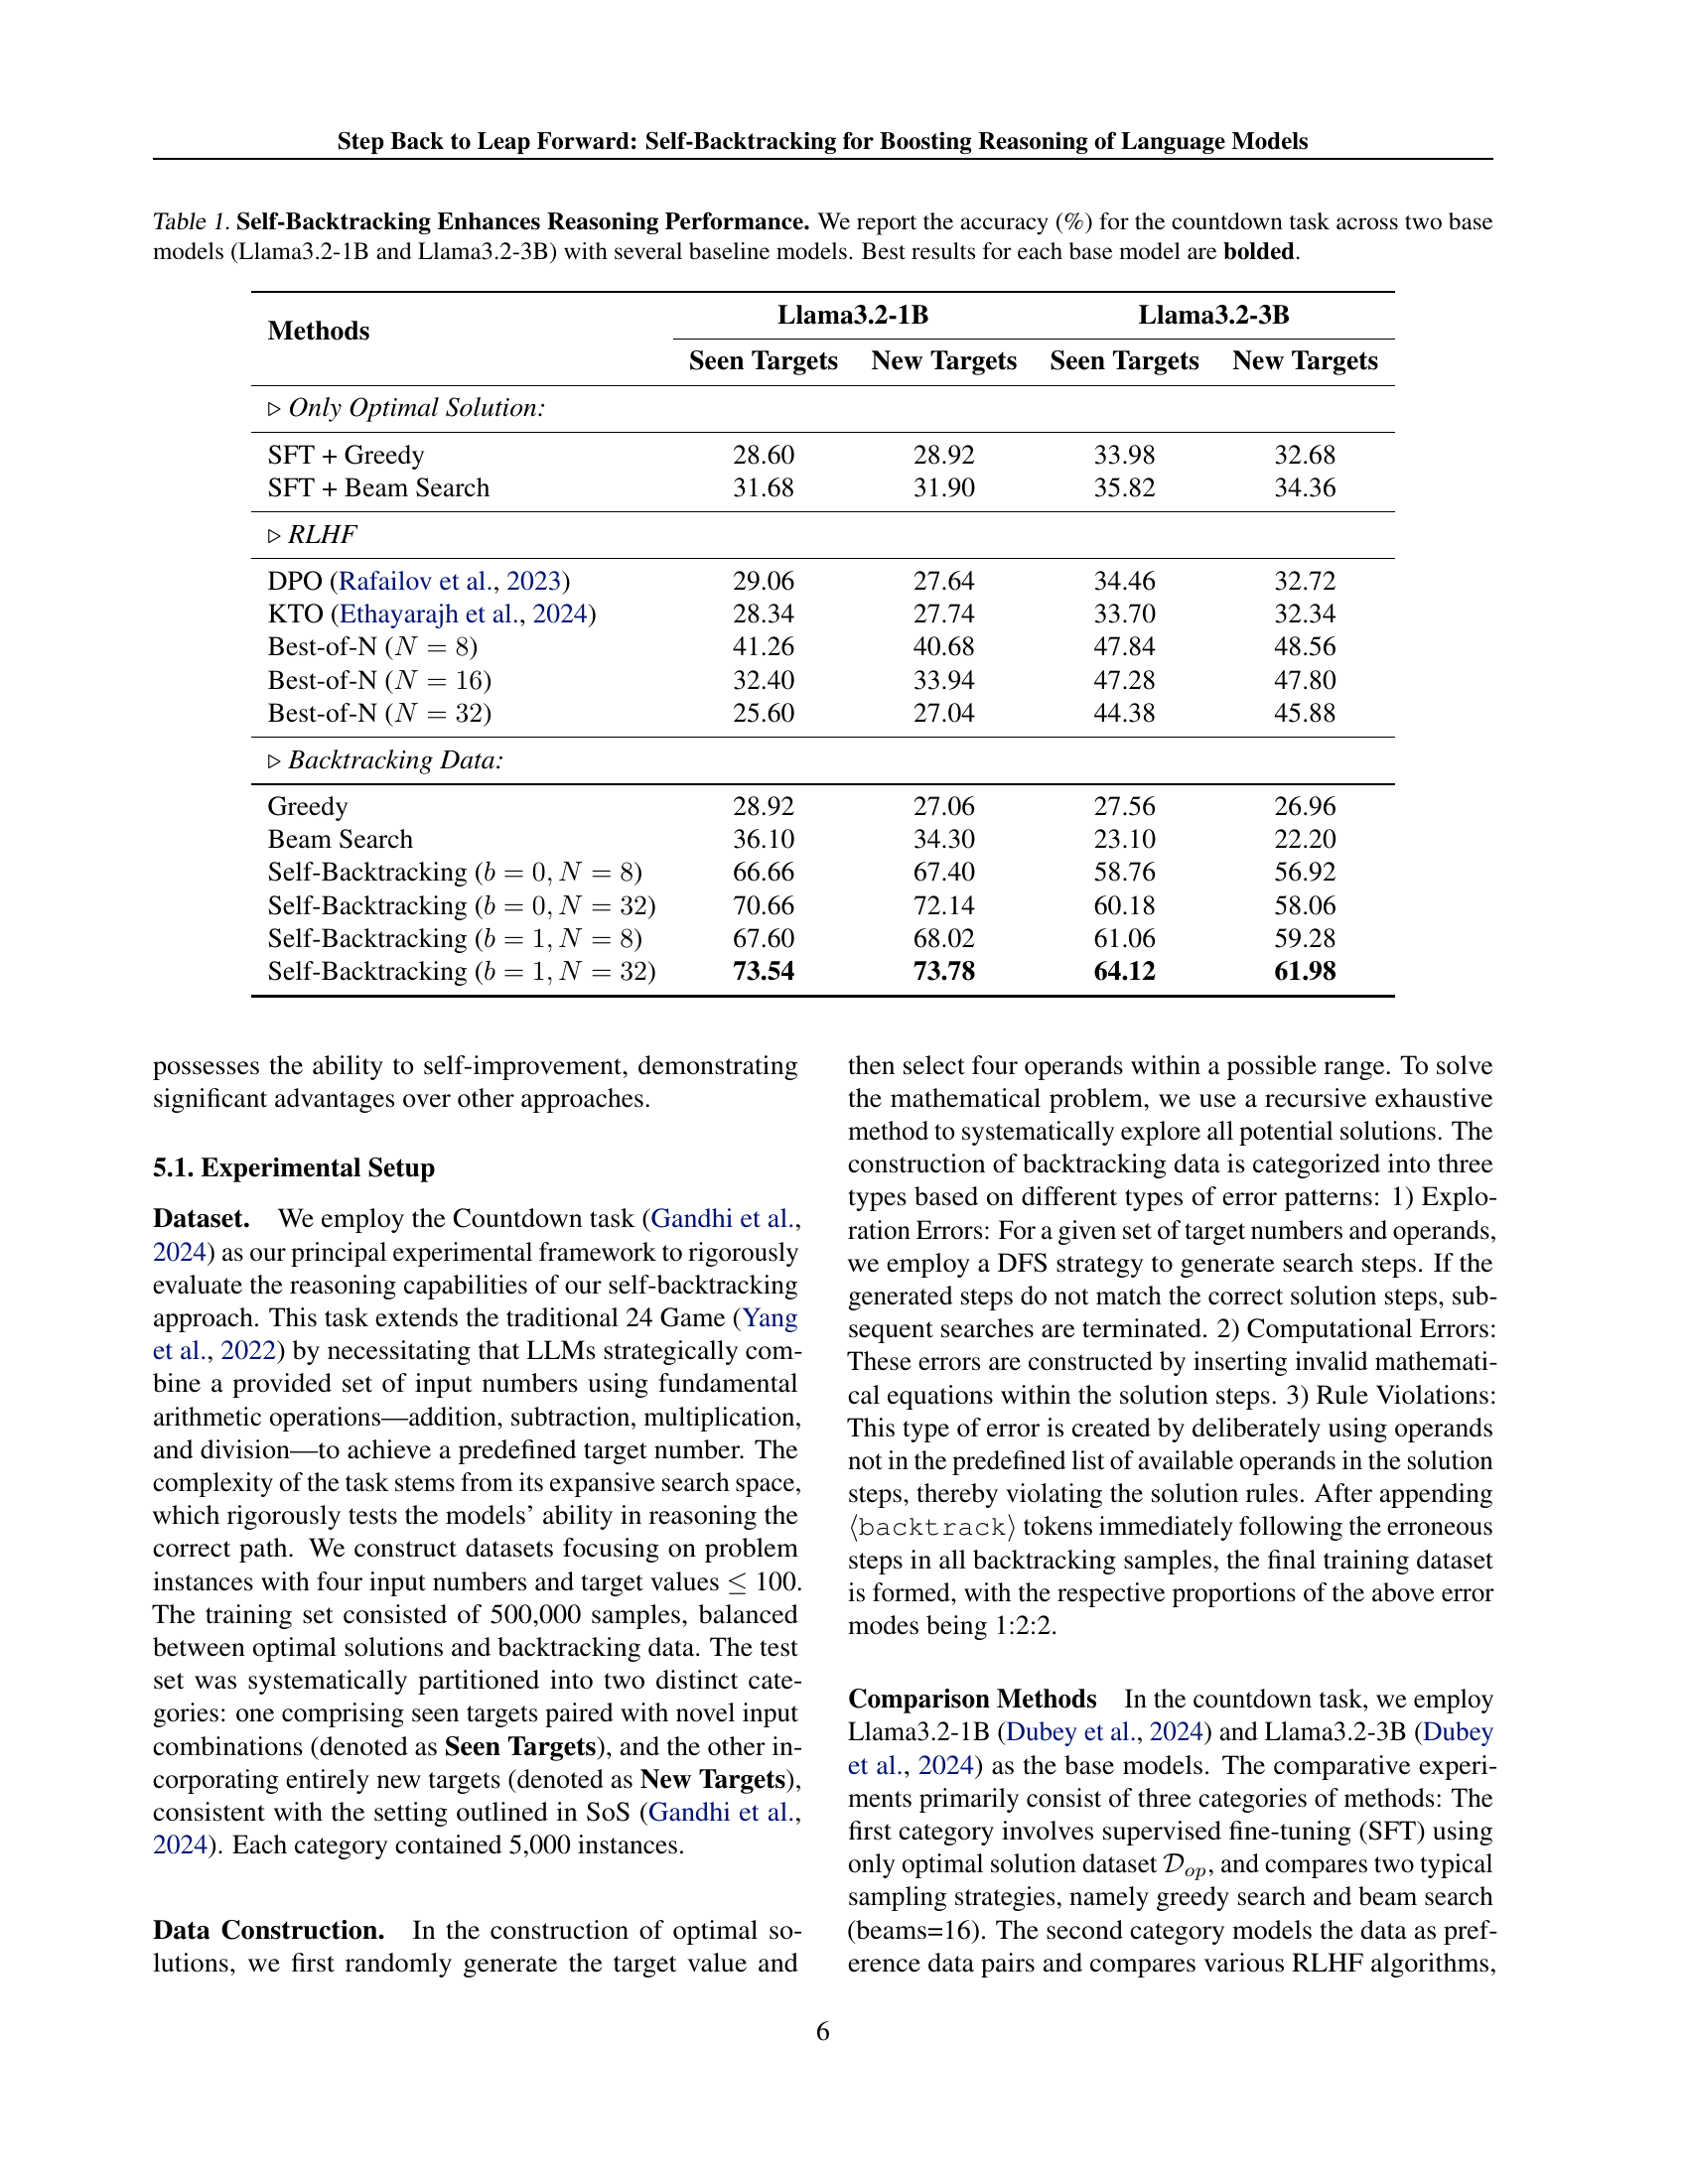 Step Back to Leap Forward: Self-Backtracking for Boosting Reasoning of Language Models
Table 1. Self-Backtracking Enhances Reasoning Performance. We report the accuracy (%) for the countdown task across two base
models (Llama3.2-1B and Llama3.2-3B) with several baseline models. Best results for each base model are bolded.
Methods Llama3.2-1B Llama3.2-3B
Seen Targets New Targets Seen Targets New Targets
▷ Only Optimal Solution:
SFT + Greedy 28.60 28.92 33.98 32.68
SFT + Beam Search 31.68 31.90 35.82 34.36
▷ RLHF
DPO (Rafailov et al., 2023) 29.06 27.64 34.46 32.72
KTO (Ethayarajh et al., 2024) 28.34 27.74 33.70 32.34
Best-of-N (N = 8) 41.26 40.68 47.84 48.56
Best-of-N (N = 16) 32.40 33.94 47.28 47.80
Best-of-N (N = 32) 25.60 27.04 44.38 45.88
▷ Backtracking Data:
Greedy 28.92 27.06 27.56 26.96
Beam Search 36.10 34.30 23.10 22.20
Self-Backtracking (b = 0, N = 8) 66.66 67.40 58.76 56.92
Self-Backtracking (b = 0, N = 32) 70.66 72.14 60.18 58.06
Self-Backtracking (b = 1, N = 8) 67.60 68.02 61.06 59.28
Self-Backtracking (b = 1, N = 32) 73.54 73.78 64.12 61.98
possesses the ability to self-improvement, demonstrating
significant advantages over other approaches.
5.1. Experimental Setup
Dataset. We employ the Countdown task (Gandhi et al.,
2024) as our principal experimental framework to rigorously
evaluate the reasoning capabilities of our self-backtracking
approach. This task extends the traditional 24 Game (Yang
et al., 2022) by necessitating that LLMs strategically com-
bine a provided set of input numbers using fundamental
arithmetic operations—addition, subtraction, multiplication,
and division—to achieve a predefined target number. The
complexity of the task stems from its expansive search space,
which rigorously tests the models' ability in reasoning the
correct path. We construct datasets focusing on problem
instances with four input numbers and target values ≤ 100.
The training set consisted of 500,000 samples, balanced
between optimal solutions and backtracking data. The test
set was systematically partitioned into two distinct cate-
gories: one comprising seen targets paired with novel input
combinations (denoted as Seen Targets), and the other in-
corporating entirely new targets (denoted as New Targets),
consistent with the setting outlined in SoS (Gandhi et al.,
2024). Each category contained 5,000 instances.
Data Construction. In the construction of optimal so-
lutions, we first randomly generate the target value and
then select four operands within a possible range. To solve
the mathematical problem, we use a recursive exhaustive
method to systematically explore all potential solutions. The
construction of backtracking data is categorized into three
types based on different types of error patterns: 1) Explo-
ration Errors: For a given set of target numbers and operands,
we employ a DFS strategy to generate search steps. If the
generated steps do not match the correct solution steps, sub-
sequent searches are terminated. 2) Computational Errors:
These errors are constructed by inserting invalid mathemati-
cal equations within the solution steps. 3) Rule Violations:
This type of error is created by deliberately using operands
not in the predefined list of available operands in the solution
steps, thereby violating the solution rules. After appending
⟨backtrack⟩ tokens immediately following the erroneous
steps in all backtracking samples, the final training dataset
is formed, with the respective proportions of the above error
modes being 1:2:2.
Comparison Methods In the countdown task, we employ
Llama3.2-1B (Dubey et al., 2024) and Llama3.2-3B (Dubey
et al., 2024) as the base models. The comparative experi-
ments primarily consist of three categories of methods: The
first category involves supervised fine-tuning (SFT) using
only optimal solution dataset 𝒟op, and compares two typical
sampling strategies, namely greedy search and beam search
(beams=16). The second category models the data as pref-
erence data pairs and compares various RLHF algorithms,
6